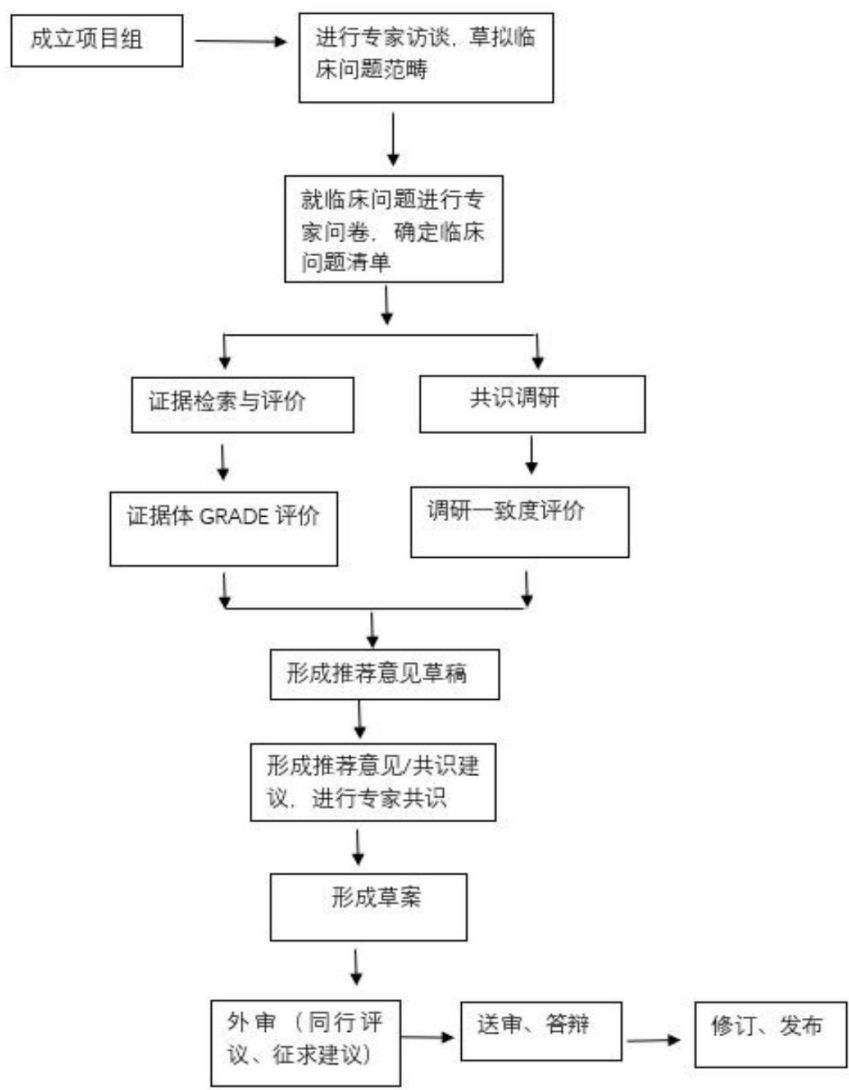 成立项目组
进行专家访谈，草拟临
床问题范畴
就临床问题进行专
家问卷，确定临床
问题清单
证据检索与评价
共识调研
证据体 GRADE 评价
调研一致度评价
形成推荐意见草稿
形成推荐意见/共识建
议，进行专家共识
形成草案
外审（同行评
议、征求建议）
送审、答辩
修订、发布